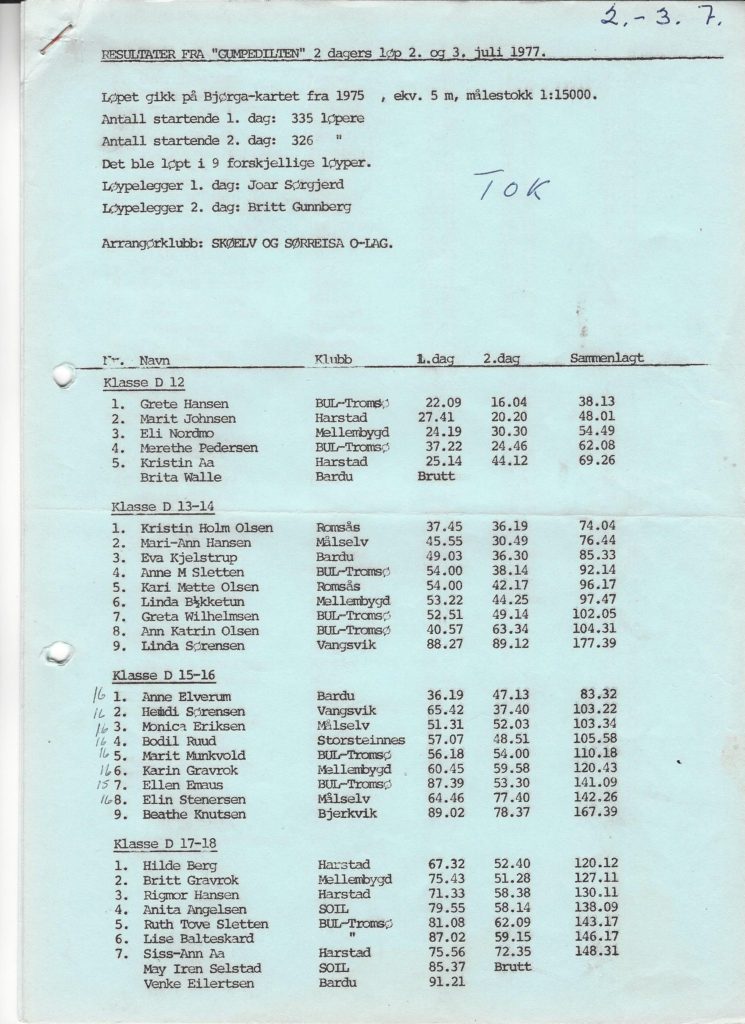 2.-3. 7.
RESULTATER FRA "GUMPEDILTEN" 2 dagers løp 2. og 3. juli 1977.
Løpet gikk på Bjørga-kartet fra 1975 , ekv. 5 m, målestokk 1:15000.
Antall startende 1. dag: 335 løpere
Antall startende 2. dag: 326 "
Det ble løpt i 9 forskjellige løyper.
Løypelegger 1. dag: Joar Sørgjerd
TOK
Løypelegger 2. dag: Britt Gunnberg
Arrangørklubb: SKØELV OG SØRREISA O-LAG.
Nr. Navn Klubb 1.dag 2.dag Sammenlagt
Klasse D 12
1. Grete Hansen BUL-Tromsø 22.09 16.04 38.13
2. Marit Johnsen Harstad 27.41 20.20 48.01
3. Eli Nordmo Mellembygd 24.19 30.30 54.49
4. Merethe Pedersen BUL-Tromsø 37.22 24.46 62.08
5. Kristin Aa Harstad 25.14 44.12 69.26
Brita Walle Bardu Brutt
Klasse D 13-14
1. Kristin Holm Olsen Romsås 37.45 36.19 74.04
2. Mari-Ann Hansen Målselv 45.55 30.49 76.44
3. Eva Kjelstrup Bardu 49.03 36.30 85.33
4. Anne M Sletten BUL-Tromsø 54.00 38.14 92.14
5. Kari Mette Olsen Romsås 54.00 42.17 96.17
6. Linda Bakketun Mellembygd 53.22 44.25 97.47
7. Greta Wilhelmsen BUL-Tromsø 52.51 49.14 102.05
8. Ann Katrin Olsen BUL-Tromsø 40.57 63.34 104.31
9. Linda Sørensen Vangsvik 88.27 89.12 177.39
Klasse D 15-16
16 1. Anne Elverum Bardu 36.19 47.13 83.32
16 2. Heidi Sørensen Vangsvik 65.42 37.40 103.22
16 3. Monica Eriksen Målselv 51.31 52.03 103.34
16 4. Bodil Ruud Storsteinnes 57.07 48.51 105.58
16 5. Marit Munkvold BUL-Tromsø 56.18 54.00 110.18
16 6. Karin Gravrok Mellembygd 60.45 59.58 120.43
15 7. Ellen Emaus BUL-Tromsø 87.39 53.30 141.09
16 8. Elin Stenersen Målselv 64.46 77.40 142.26
9. Beathe Knutsen Bjerkvik 89.02 78.37 167.39
Klasse D 17-18
1. Hilde Berg Harstad 67.32 52.40 120.12
2. Britt Gravrok Mellembygd 75.43 51.28 127.11
3. Rigmor Hansen Harstad 71.33 58.38 130.11
4. Anita Angelsen SOIL 79.55 58.14 138.09
5. Ruth Tove Sletten BUL-Tromsø 81.08 62.09 143.17
6. Lise Balteskard " 87.02 59.15 146.17
7. Siss-Ann Aa Harstad 75.56 72.35 148.31
May Iren Selstad SOIL 85.37 Brutt
Venke Eilertsen Bardu 91.21